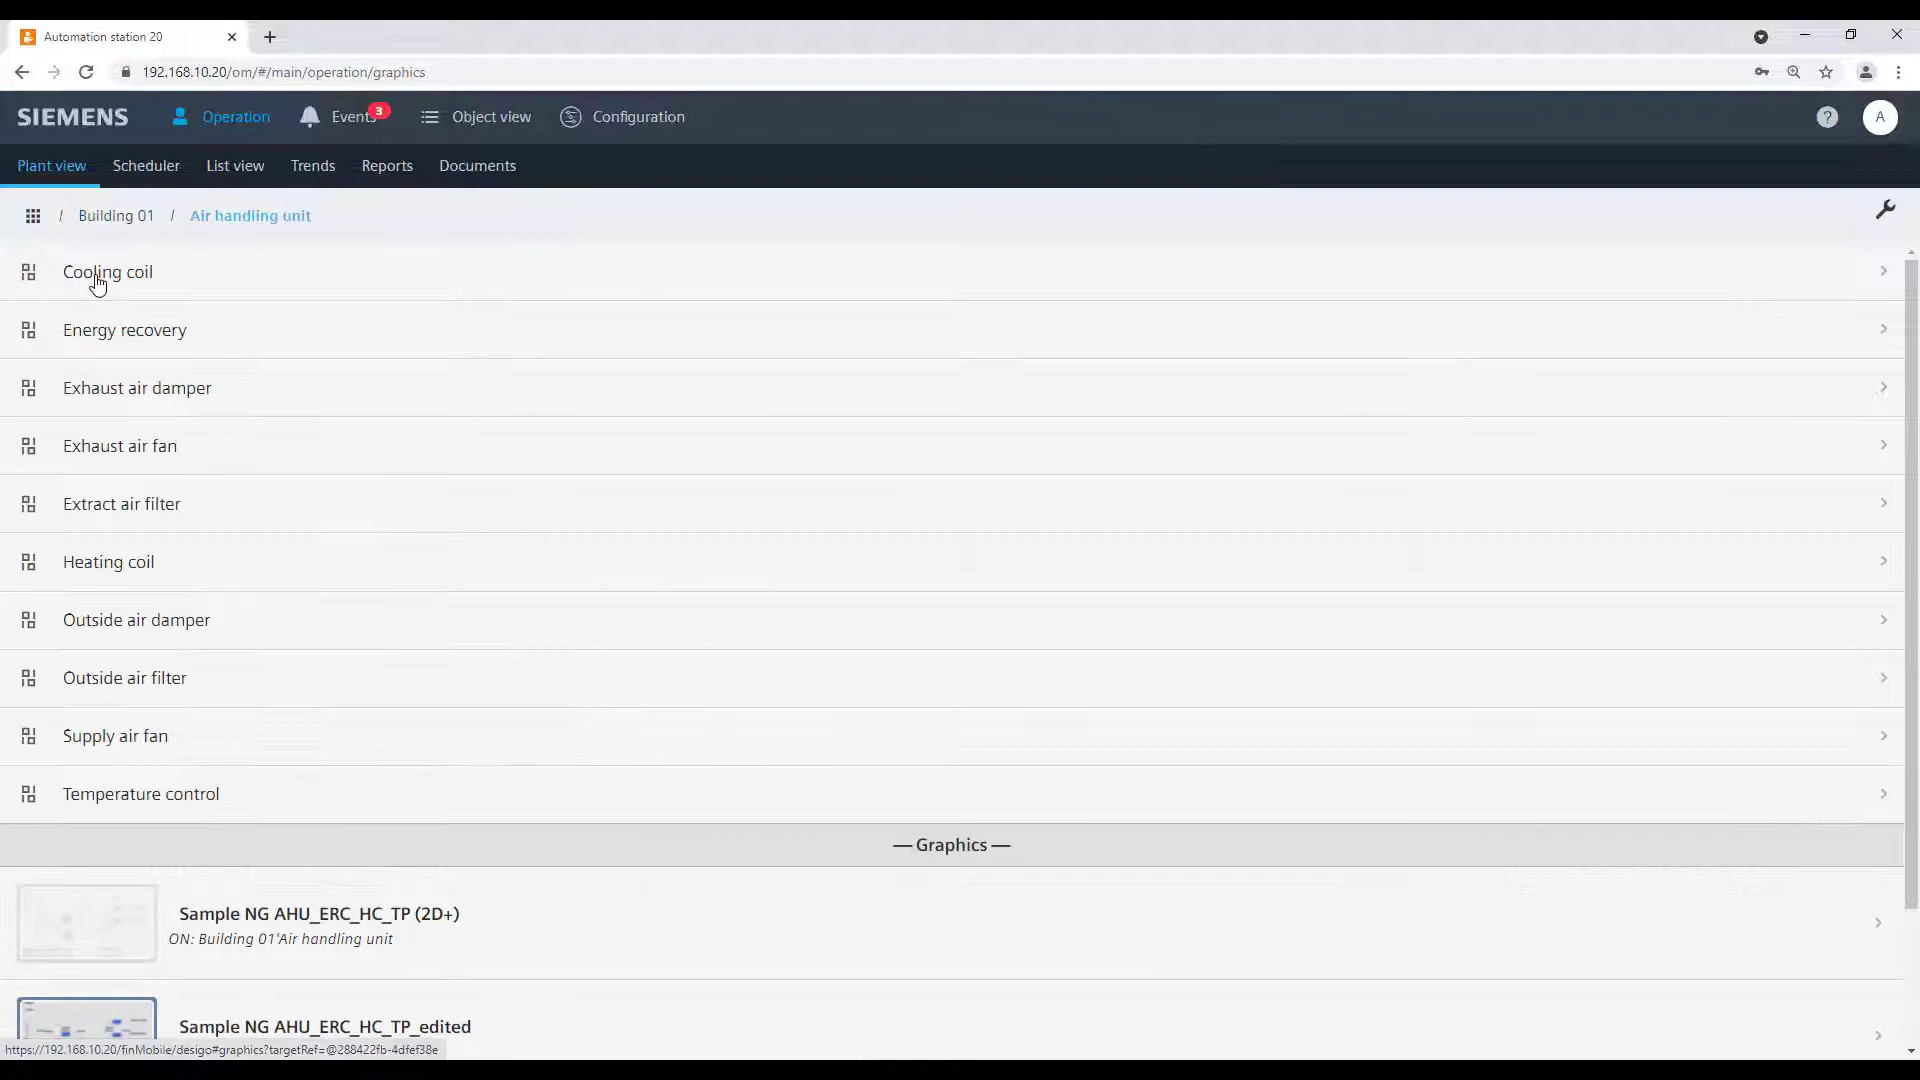 Automation station 20
192.168.10.20/om/#/main/operation/graphics
SIEMENS Operation Events 3 Object view Configuration ? A
Plant view Scheduler List view Trends Reports Documents
/ Building 01 / Air handling unit
Cooling coil
Energy recovery
Exhaust air damper
Exhaust air fan
Extract air filter
Heating coil
Outside air damper
Outside air filter
Supply air fan
Temperature control
— Graphics —
Sample NG AHU_ERC_HC_TP (2D+)
ON: Building 01'Air handling unit
Sample NG AHU_ERC_HC_TP_edited
https://192.168.10.20/finMobile/desigo#graphics?targetRef=@288422fb-4dfef38e